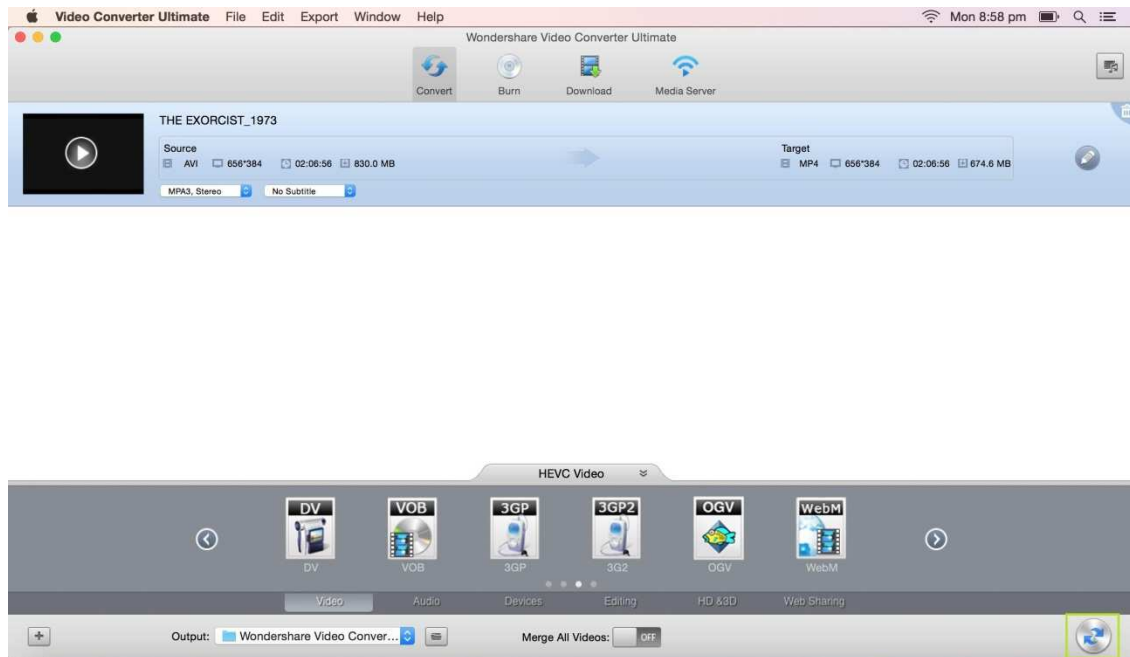 Video Converter Ultimate File Edit Export Window Help Mon 8:58 pm
Wondershare Video Converter Ultimate
Convert Burn Download Media Server
THE EXORCIST_1973
Source Target
AVI 656*384 02:06:56 830.0 MB MP4 656*384 02:06:56 674.6 MB
MPA3, Stereo No Subtitle
HEVC Video
DV VOB 3GP 3GP2 OGV WebM
DV VOB 3GP 3G2 OGV WebM
Video Audio Devices Editing HD &3D Web Sharing
Output: Wondershare Video Conver... Merge All Videos: OFF